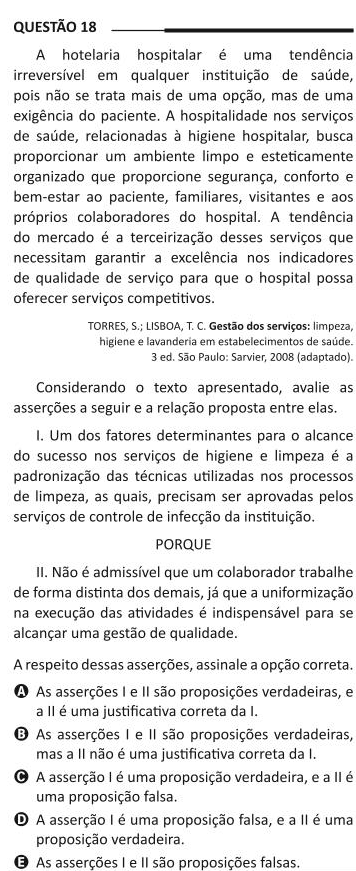 QUESTÃO 18
A hotelaria hospitalar é uma tendência
irreversível em qualquer instituição de saúde,
pois não se trata mais de uma opção, mas de uma
exigência do paciente. A hospitalidade nos serviços
de saúde, relacionadas à higiene hospitalar, busca
proporcionar um ambiente limpo e esteticamente
organizado que proporcione segurança, conforto e
bem-estar ao paciente, familiares, visitantes e aos
próprios colaboradores do hospital. A tendência
do mercado é a terceirização desses serviços que
necessitam garantir a excelência nos indicadores
de qualidade de serviço para que o hospital possa
oferecer serviços competitivos.
TORRES, S.; LISBOA, T. C. Gestão dos serviços: limpeza,
higiene e lavanderia em estabelecimentos de saúde.
3 ed. São Paulo: Sarvier, 2008 (adaptado).
Considerando o texto apresentado, avalie as
asserções a seguir e a relação proposta entre elas.
I. Um dos fatores determinantes para o alcance
do sucesso nos serviços de higiene e limpeza é a
padronização das técnicas utilizadas nos processos
de limpeza, as quais, precisam ser aprovadas pelos
serviços de controle de infecção da instituição.
PORQUE
II. Não é admissível que um colaborador trabalhe
de forma distinta dos demais, já que a uniformização
na execução das atividades é indispensável para se
alcançar uma gestão de qualidade.
A respeito dessas asserções, assinale a opção correta.
A As asserções I e II são proposições verdadeiras, e
a II é uma justificativa correta da I.
B As asserções I e II são proposições verdadeiras,
mas a II não é uma justificativa correta da I.
C A asserção I é uma proposição verdadeira, e a II é
uma proposição falsa.
D A asserção I é uma proposição falsa, e a II é uma
proposição verdadeira.
E As asserções I e II são proposições falsas.